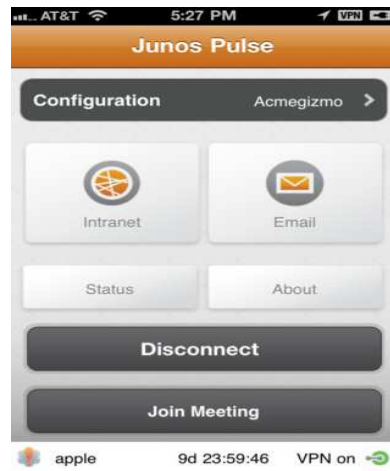 AT&T 5:27 PM VPN
Junos Pulse
Configuration Acmegizmo
Intranet Email
Status About
Disconnect
Join Meeting
apple 9d 23:59:46 VPN on